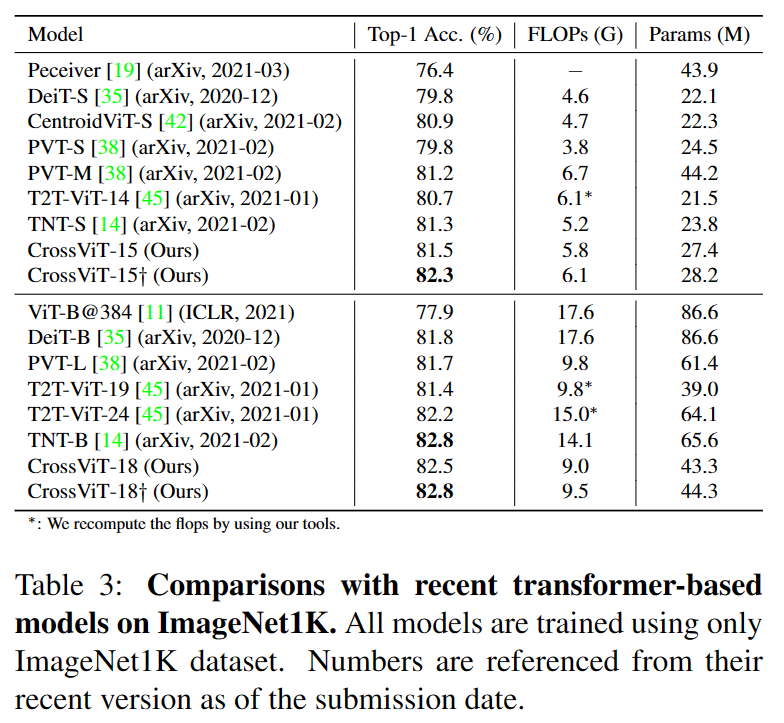 Model Top-1 Acc. (%) FLOPs (G) Params (M)
Peceiver [19] (arXiv, 2021-03) 76.4 – 43.9
DeiT-S [35] (arXiv, 2020-12) 79.8 4.6 22.1
CentroidViT-S [42] (arXiv, 2021-02) 80.9 4.7 22.3
PVT-S [38] (arXiv, 2021-02) 79.8 3.8 24.5
PVT-M [38] (arXiv, 2021-02) 81.2 6.7 44.2
T2T-ViT-14 [45] (arXiv, 2021-01) 80.7 6.1* 21.5
TNT-S [14] (arXiv, 2021-02) 81.3 5.2 23.8
CrossViT-15 (Ours) 81.5 5.8 27.4
CrossViT-15† (Ours) 82.3 6.1 28.2
ViT-B@384 [11] (ICLR, 2021) 77.9 17.6 86.6
DeiT-B [35] (arXiv, 2020-12) 81.8 17.6 86.6
PVT-L [38] (arXiv, 2021-02) 81.7 9.8 61.4
T2T-ViT-19 [45] (arXiv, 2021-01) 81.4 9.8* 39.0
T2T-ViT-24 [45] (arXiv, 2021-01) 82.2 15.0* 64.1
TNT-B [14] (arXiv, 2021-02) 82.8 14.1 65.6
CrossViT-18 (Ours) 82.5 9.0 43.3
CrossViT-18† (Ours) 82.8 9.5 44.3
*: We recompute the flops by using our tools.
Table 3: Comparisons with recent transformer-based
models on ImageNet1K. All models are trained using only
ImageNet1K dataset. Numbers are referenced from their
recent version as of the submission date.